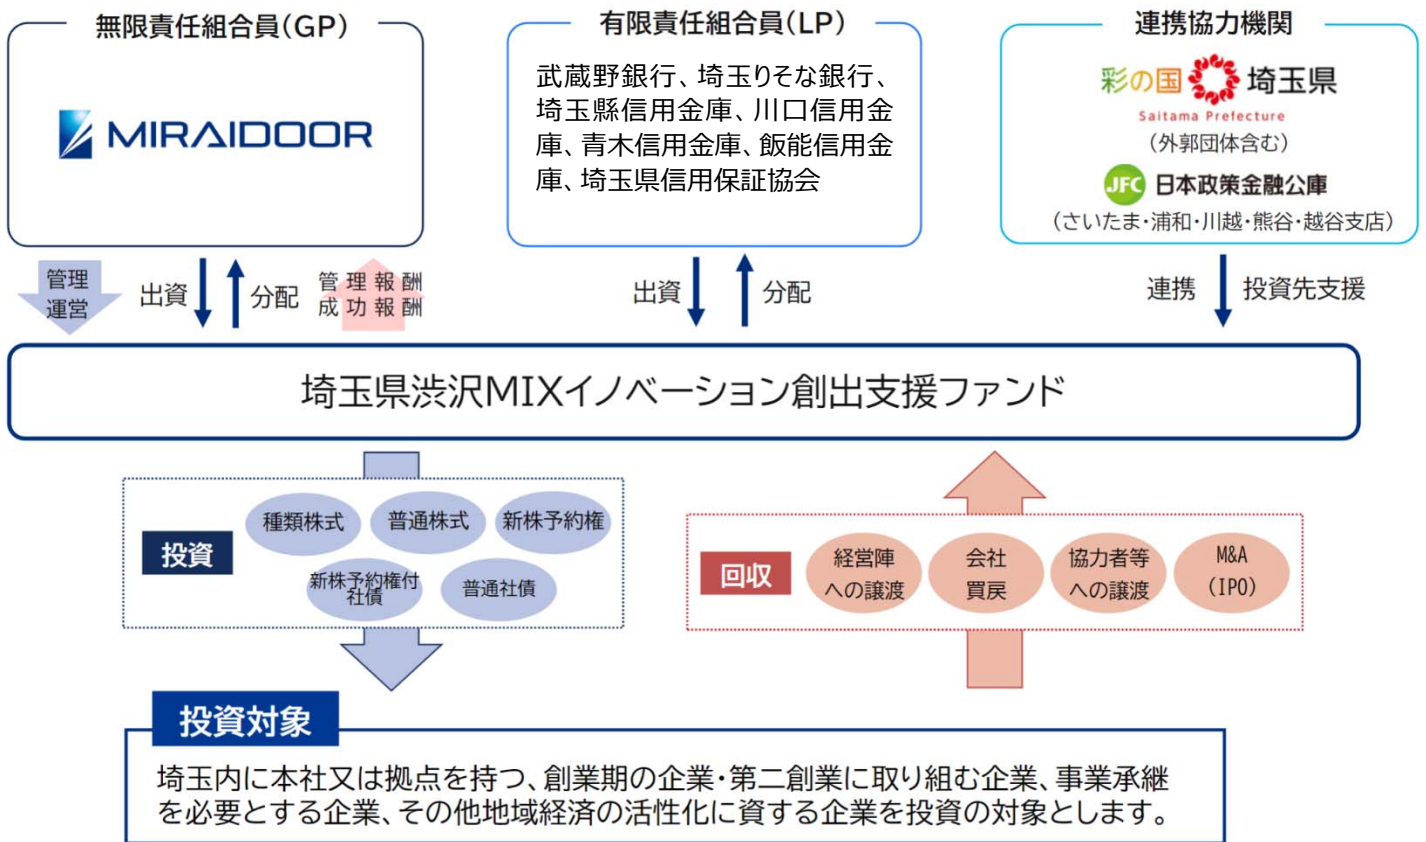 無限責任組合員(GP)
MIRAIDOOR
有限責任組合員(LP)
武蔵野銀行、埼玉りそな銀行、
埼玉縣信用金庫、川口信用金
庫、青木信用金庫、飯能信用金
庫、埼玉県信用保証協会
連携協力機関
彩の国 埼玉県
Saitama Prefecture
(外郭団体含む)
JFC 日本政策金融公庫
(さいたま・浦和・川越・熊谷・越谷支店)
管理
運営
出資
分配
管理報酬
成功報酬
出資
分配
連携
投資先支援
埼玉県渋沢MIXイノベーション創出支援ファンド
投資
種類株式
普通株式
新株予約権
新株予約権付
社債
普通社債
回収
経営陣
への譲渡
会社
買戻
協力者等
への譲渡
M&A
(IPO)
投資対象
埼玉内に本社又は拠点を持つ、創業期の企業・第二創業に取り組む企業、事業承継
を必要とする企業、その他地域経済の活性化に資する企業を投資の対象とします。